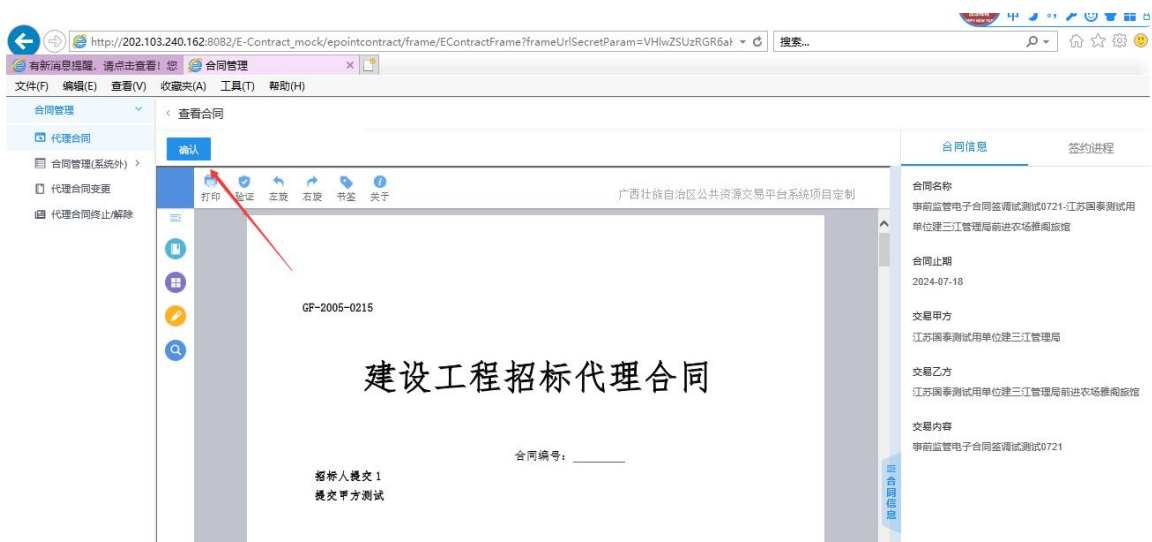 http://202.103.240.162:8082/E-Contract_mock/epointcontract/frame/EContractFrame?frameUrlSecretParam=VHlwZSUzRGR6aH
搜索...
有新消息提醒，请点击查看！您
合同管理
文件(F) 编辑(E) 查看(V) 收藏夹(A) 工具(T) 帮助(H)
合同管理
代理合同
合同管理(系统外)
代理合同变更
代理合同终止/解除
查看合同
确认
打印 验证 左旋 右旋 书签 关于
广西壮族自治区公共资源交易平台系统项目定制
GF-2005-0215
建设工程招标代理合同
合同编号：________
招标人提交1
提交甲方测试
合同信息
合同信息 签约进程
合同名称
事前监管电子合同签调试测试0721-江苏国泰测试用
单位建三江管理局前进农场雅阁旅馆
合同止期
2024-07-18
交易甲方
江苏国泰测试用单位建三江管理局
交易乙方
江苏国泰测试用单位建三江管理局前进农场雅阁旅馆
交易内容
事前监管电子合同签调试测试0721